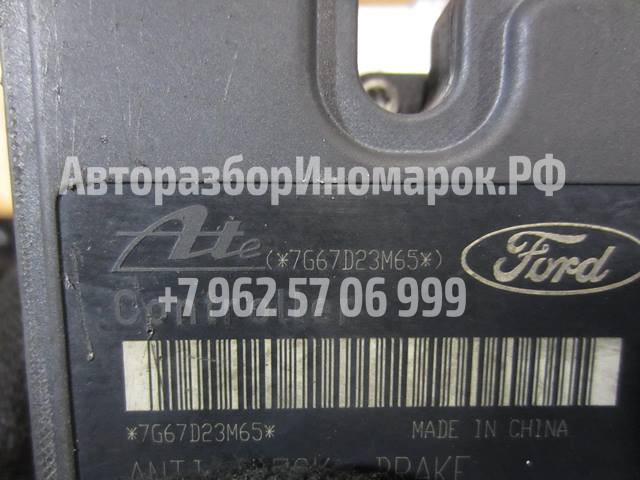 АвторазборИномарок.РФ
Ate (*7G67D23M65*) Ford
+7 962 57 06 999
*7G67D23M65* MADE IN CHINA
BRAKE